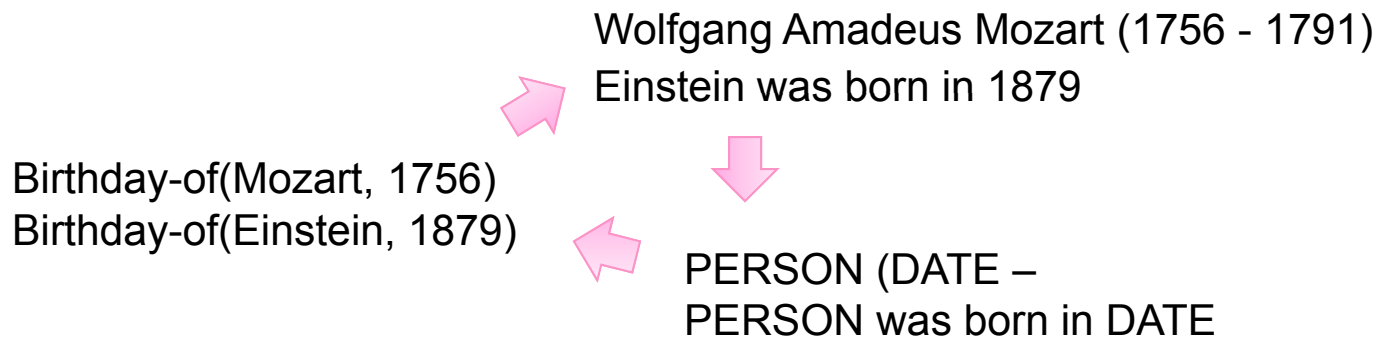 Wolfgang Amadeus Mozart (1756 - 1791)
Einstein was born in 1879
Birthday-of(Mozart, 1756)
Birthday-of(Einstein, 1879)
PERSON (DATE –
PERSON was born in DATE